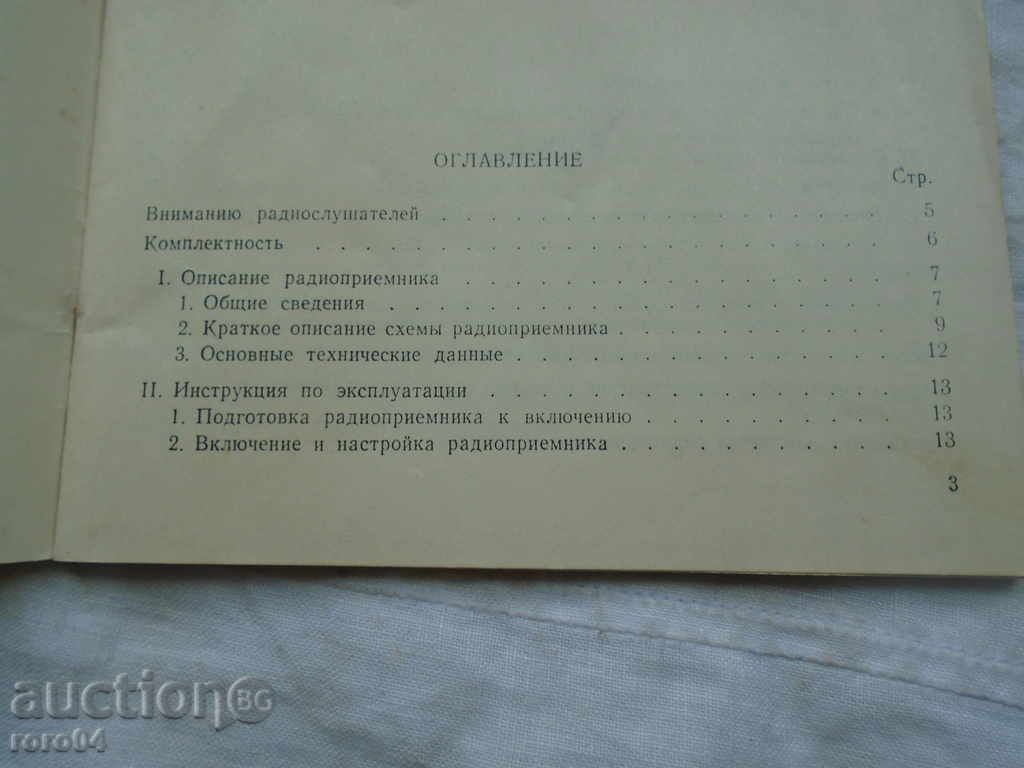 ОГЛАВЛЕНИЕ
Стр.
Вниманию радиослушателей . . . . . . . . . . . . . . . . . . 5
Комплектность . . . . . . . . . . . . . . . . . . . . . . . 6
I. Описание радиоприемника . . . . . . . . . . . . . . . . . . 7
1. Общие сведения . . . . . . . . . . . . . . . . . . . . . 7
2. Краткое описание схемы радиоприемника . . . . . . . . . . . 9
3. Основные технические данные . . . . . . . . . . . . . . . 12
II. Инструкция по эксплуатации . . . . . . . . . . . . . . . . 13
1. Подготовка радиоприемника к включению . . . . . . . . . . 13
2. Включение и настройка радиоприемника . . . . . . . . . . . 13
3
auction BG
roro04